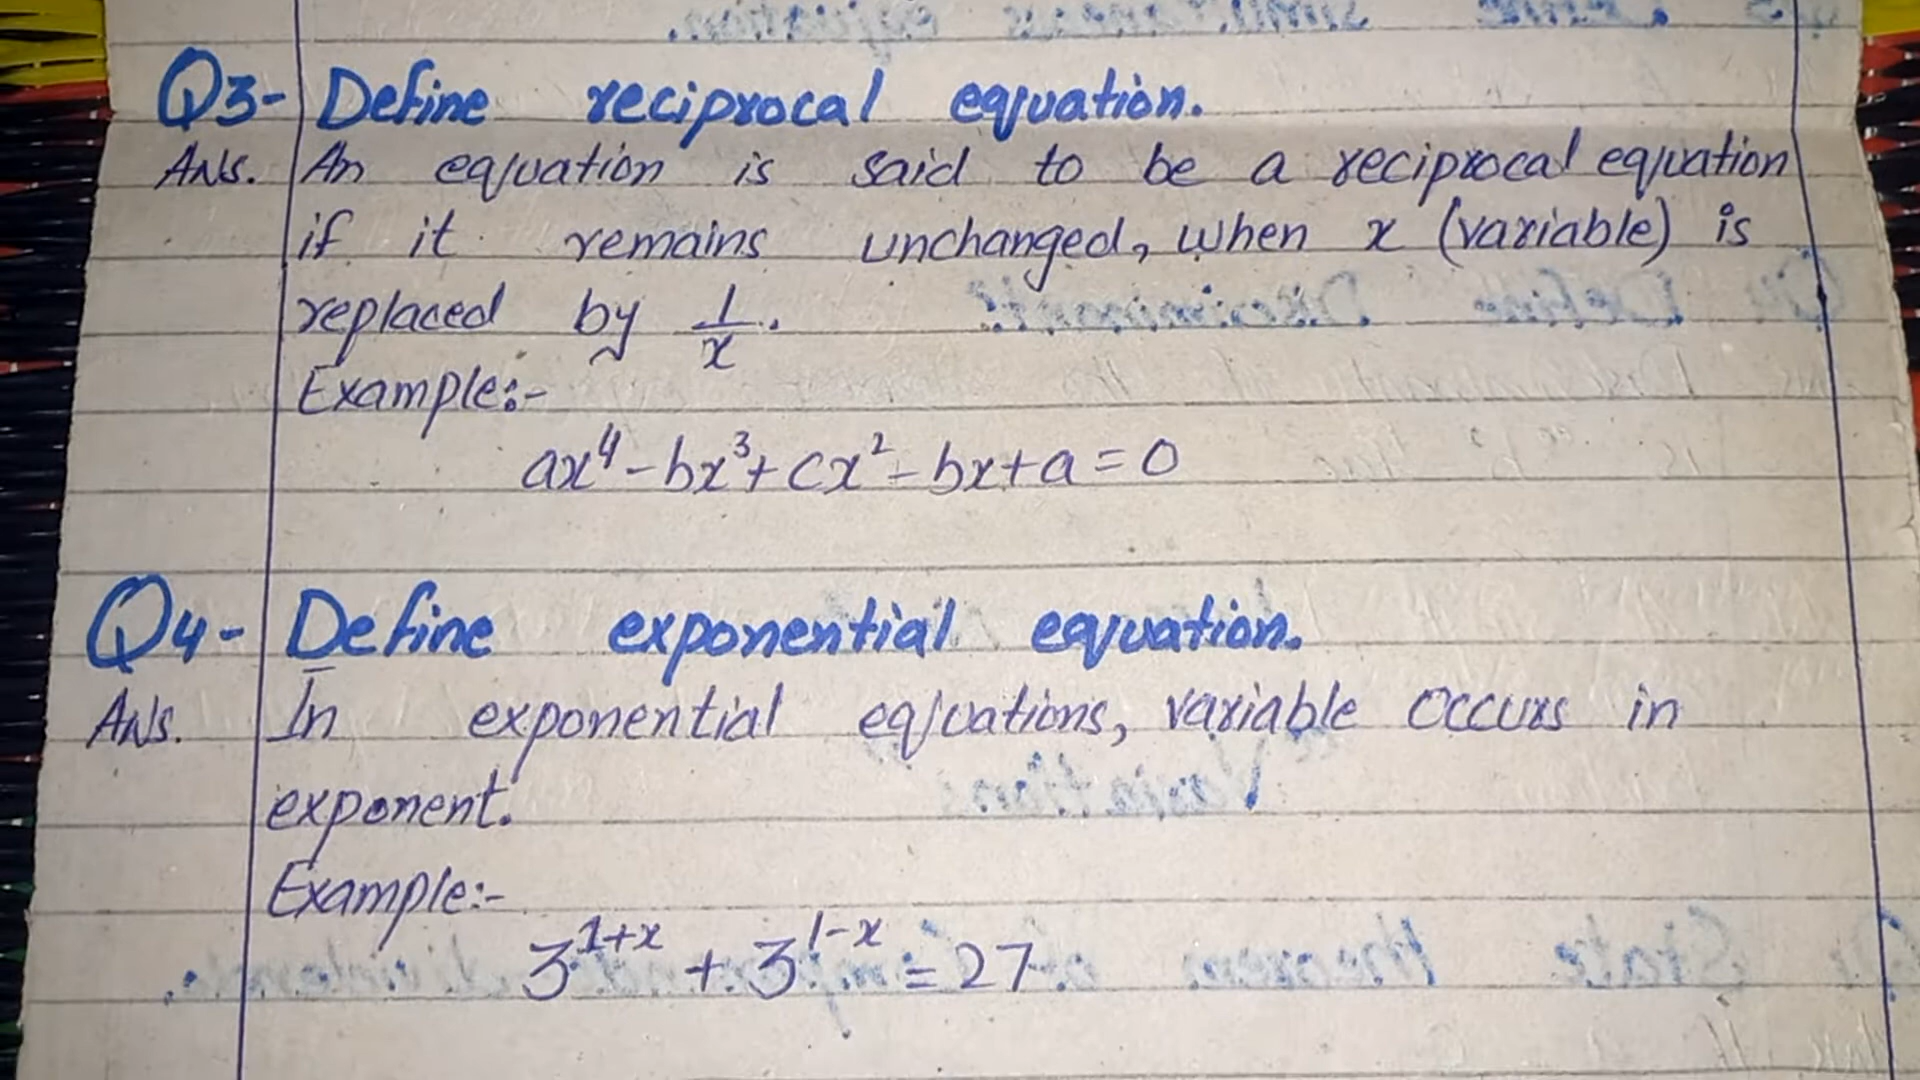 Q3- Define reciprocal equation.
Ans. An equation is said to be a reciprocal equation
if it remains unchanged, when x (variable) is
replaced by 1/x.
Example:-
ax⁴ - bx³ + cx² - bx + a = 0
Q4- Define exponential equation.
Ans. In exponential equations, variable occurs in
exponent.
Example:-
3^(1+x) + 3^(1-x) = 27